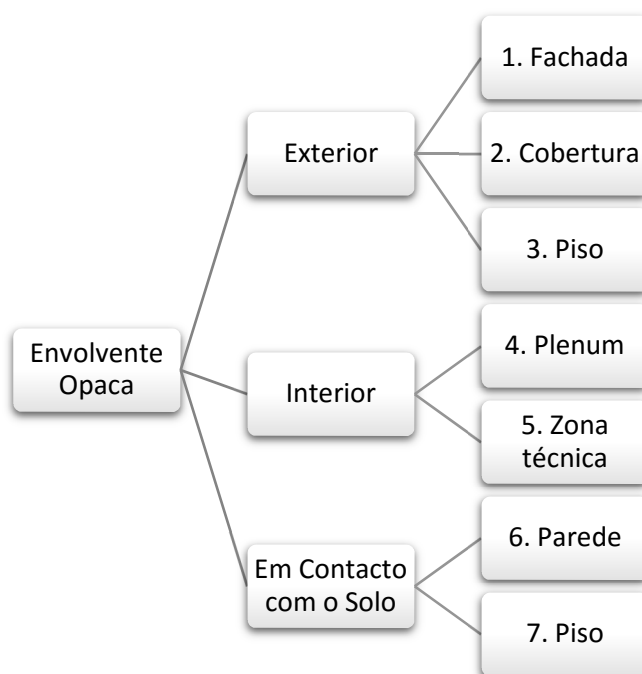 Envolvente
Opaca
Exterior
1. Fachada
2. Cobertura
3. Piso
Interior
4. Plenum
5. Zona
técnica
Em Contacto
com o Solo
6. Parede
7. Piso